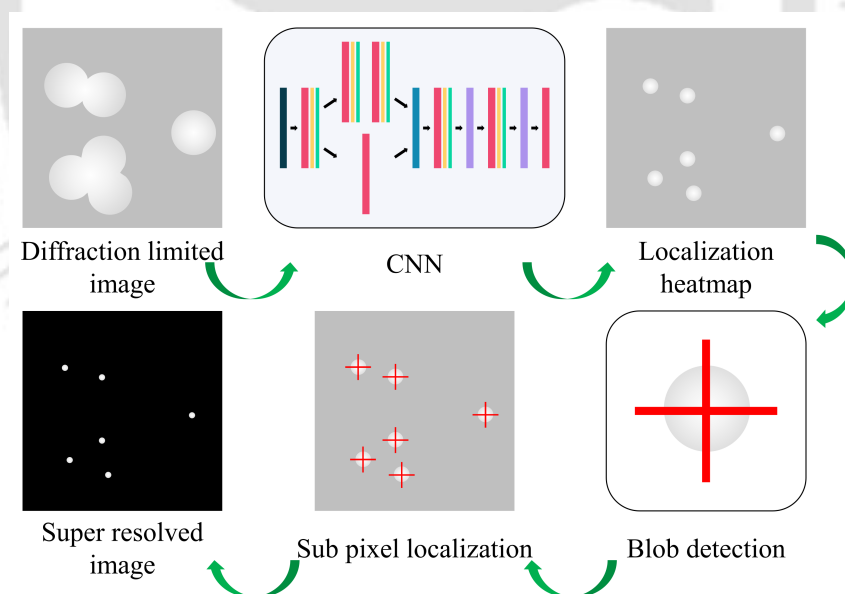 Diffraction limited
image
CNN
Localization
heatmap
Super resolved
image
Sub pixel localization
Blob detection